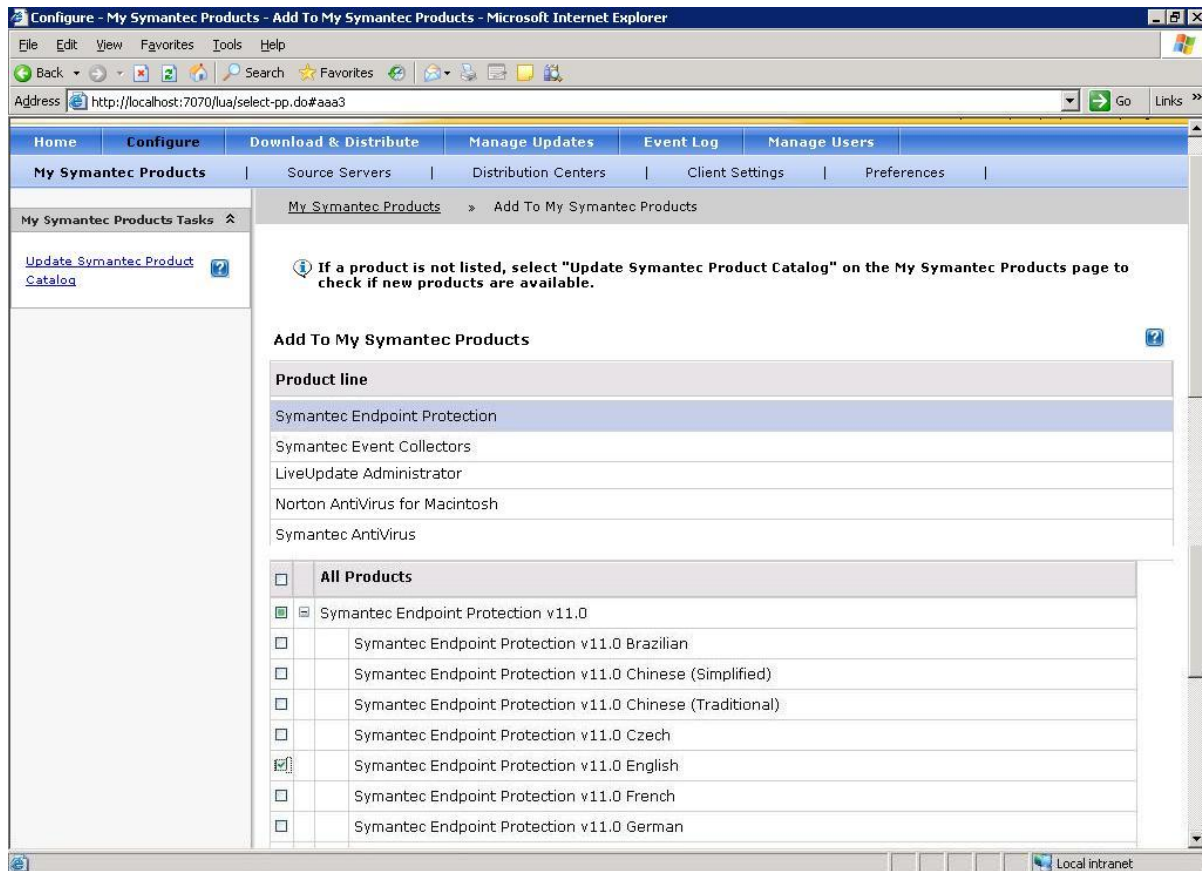 Configure - My Symantec Products - Add To My Symantec Products - Microsoft Internet Explorer
File Edit View Favorites Tools Help
Back Search Favorites
Address http://localhost:7070/lua/select-pp.do#aaa3 Go Links »
Home Configure Download & Distribute Manage Updates Event Log Manage Users
My Symantec Products | Source Servers | Distribution Centers | Client Settings | Preferences |
My Symantec Products » Add To My Symantec Products
My Symantec Products Tasks
Update Symantec Product
Catalog
If a product is not listed, select "Update Symantec Product Catalog" on the My Symantec Products page to
check if new products are available.
Add To My Symantec Products
Product line
Symantec Endpoint Protection
Symantec Event Collectors
LiveUpdate Administrator
Norton AntiVirus for Macintosh
Symantec AntiVirus
All Products
Symantec Endpoint Protection v11.0
Symantec Endpoint Protection v11.0 Brazilian
Symantec Endpoint Protection v11.0 Chinese (Simplified)
Symantec Endpoint Protection v11.0 Chinese (Traditional)
Symantec Endpoint Protection v11.0 Czech
Symantec Endpoint Protection v11.0 English
Symantec Endpoint Protection v11.0 French
Symantec Endpoint Protection v11.0 German
Local intranet